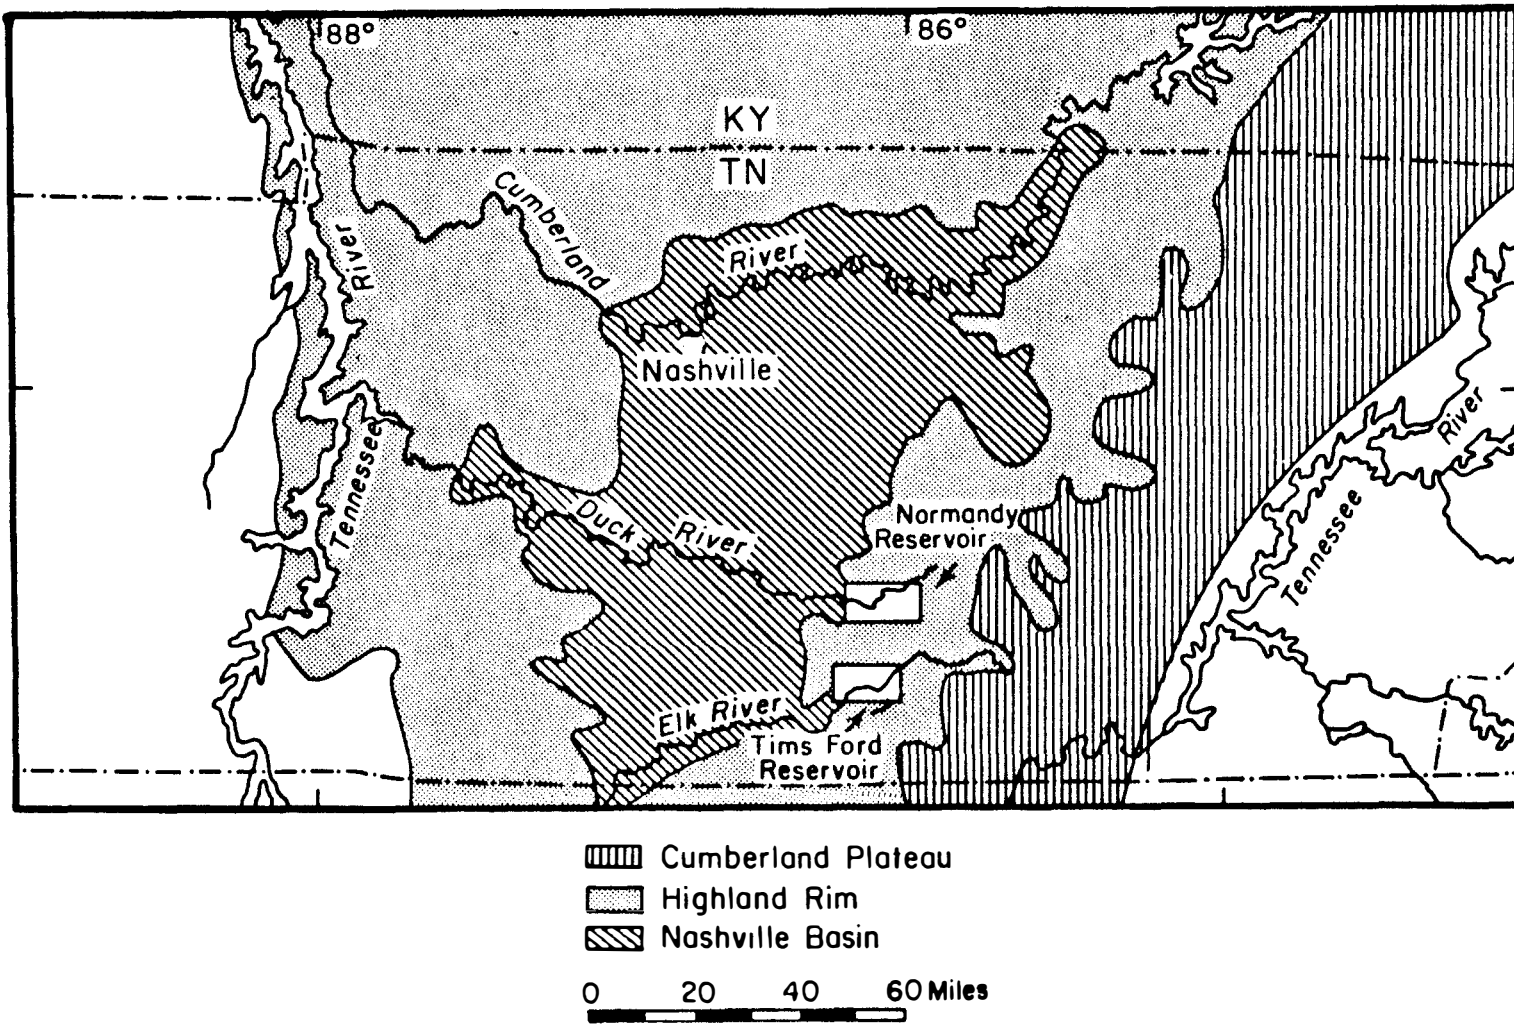 88°
86°
KY
TN
Cumberland
River
River
Nashville
Tennessee
River
Duck River
Normandy
Reservoir
Tennessee
Elk River
Tims Ford
Reservoir
Cumberland Plateau
Highland Rim
Nashville Basin
0 20 40 60 Miles